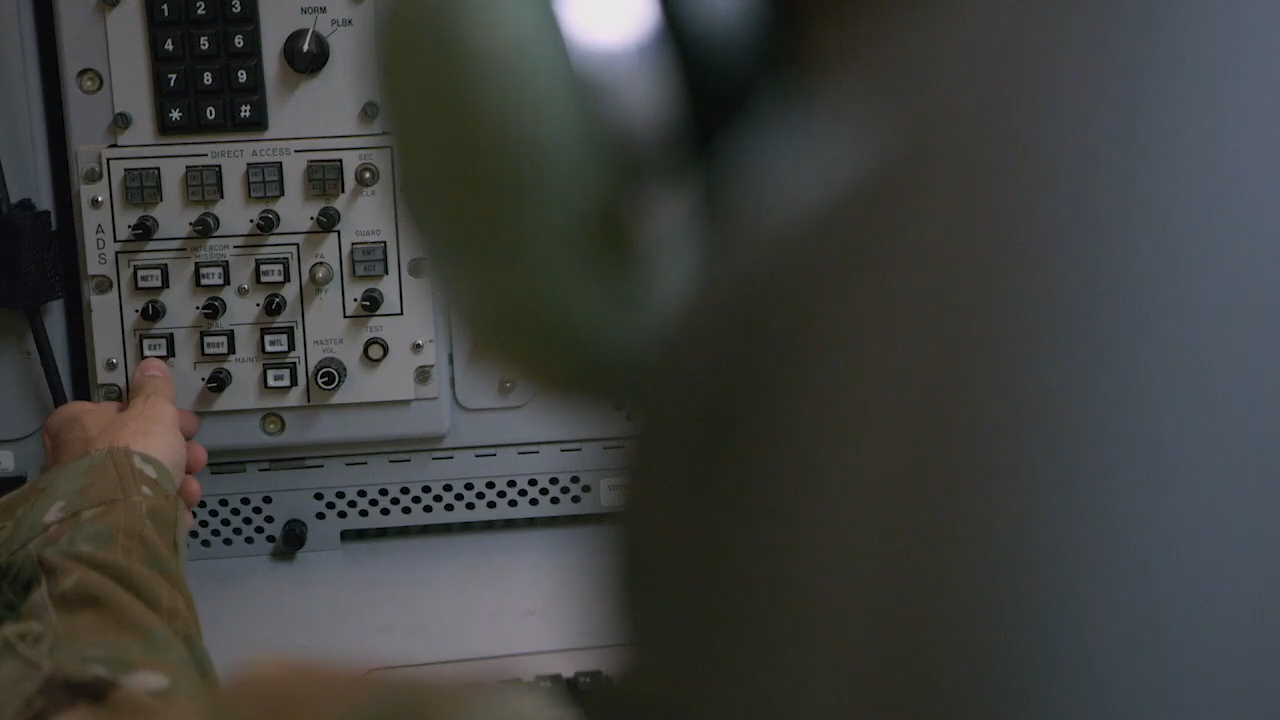 1 2 3
NORM
PLBK
4 5 6
7 8 9
* 0 #
DIRECT ACCESS
SEC
CLR
ADS
INTERCOM
MISSION
GUARD
NET 1 NET 2 NET 3
PA
OFF
DIAL
EXT BUSY INTL
MAINT
MASTER
VOL
TEST